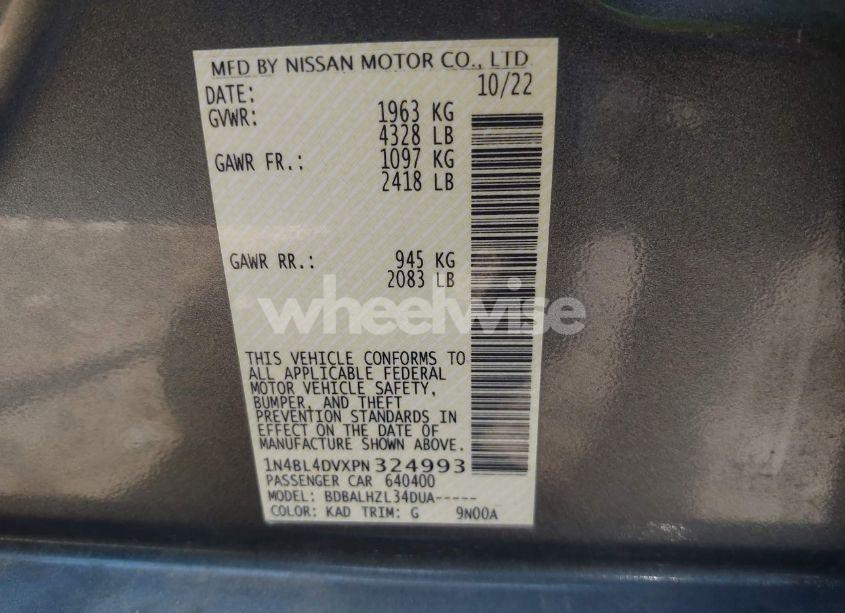 MFD BY NISSAN MOTOR CO., LTD
DATE: 10/22
GVWR: 1963 KG
4328 LB
GAWR FR.: 1097 KG
2418 LB
GAWR RR.: 945 KG
2083 LB
wheelwise
THIS VEHICLE CONFORMS TO
ALL APPLICABLE FEDERAL
MOTOR VEHICLE SAFETY,
BUMPER, AND THEFT
PREVENTION STANDARDS IN
EFFECT ON THE DATE OF
MANUFACTURE SHOWN ABOVE.
1N4BL4DVXPN324993
PASSENGER CAR 640400
MODEL: BDBALHZL34DUA-----
COLOR: KAD TRIM: G 9N00A